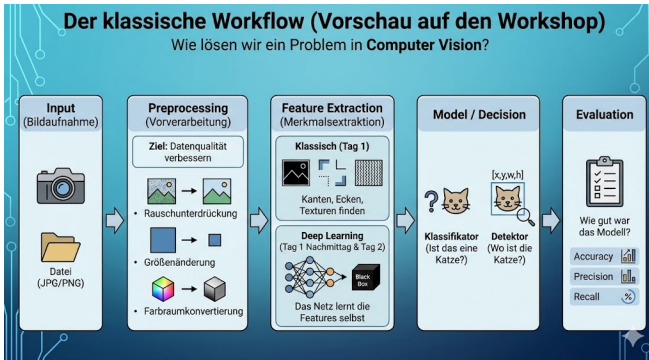 Der klassische Workflow (Vorschau auf den Workshop)
Wie lösen wir ein Problem in Computer Vision?
Input
(Bildaufnahme)
Datei
(JPG/PNG)
Preprocessing
(Vorverarbeitung)
Ziel: Datenqualität
verbessern
• Rauschunterdrückung
• Größenänderung
• Farbraumkonvertierung
Feature Extraction
(Merkmalsextraktion)
Klassisch (Tag 1)
Kanten, Ecken,
Texturen finden
Deep Learning
(Tag 1 Nachmittag & Tag 2)
Black
Box
Das Netz lernt die
Features selbst
Model / Decision
?
[x,y,w,h]
Klassifikator
(Ist das eine
Katze?)
Detektor
(Wo ist die
Katze?)
Evaluation
Wie gut war
das Modell?
Accuracy
Precision
Recall
%